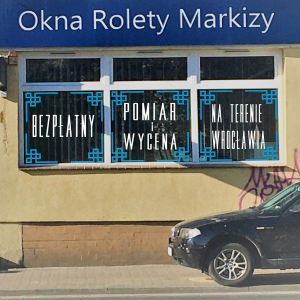 Okna Rolety Markizy
BEZPŁATNY
POMIAR
i
WYCENA
NA TERENIE
WROCŁAWIA